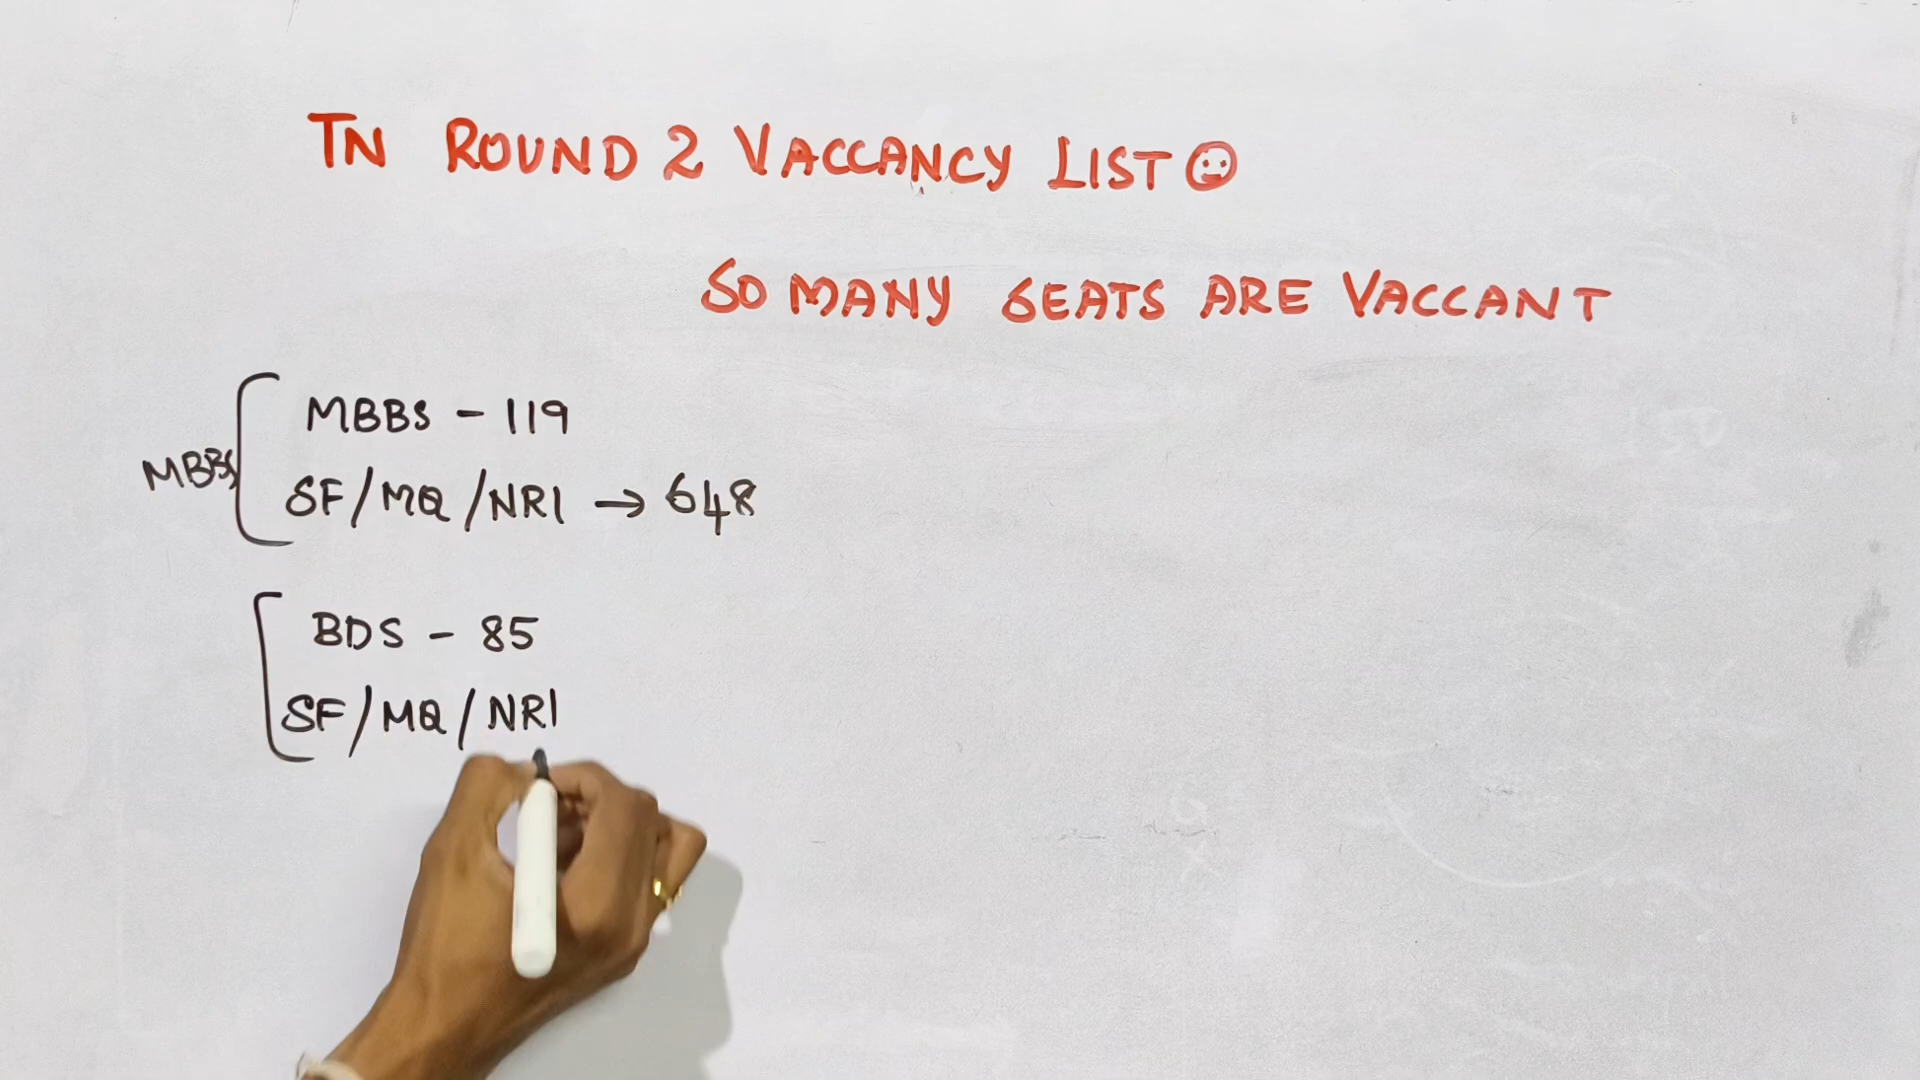 TN ROUND 2 VACCANCY LIST
SO MANY SEATS ARE VACCANT
MBBS
MBBS - 119
SF/MQ/NRI → 648
BDS - 85
SF/MQ/NRI